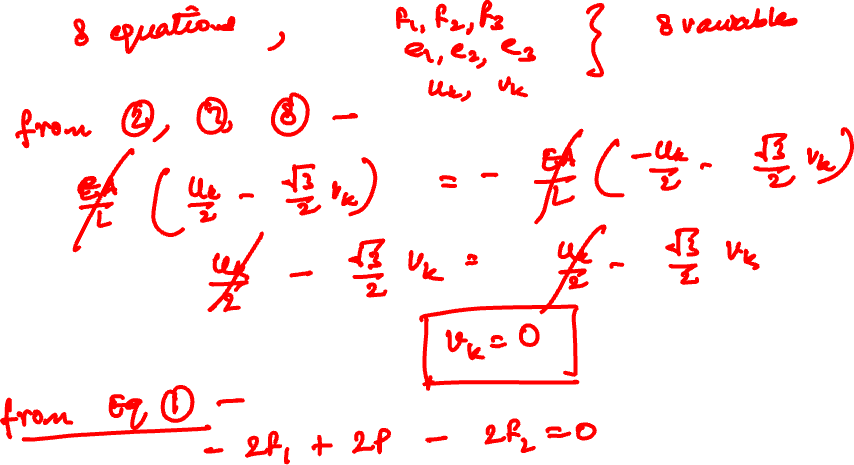 8 equations , f₁, f₂, f₃ } 8 variables
e₁, e₂, e₃
uₖ, vₖ
from ②, ⑦, ⑧ -
EA/L (uₖ/2 - √3/2 vₖ) = - EA/L (-uₖ/2 - √3/2 vₖ)
uₖ/2 - √3/2 vₖ = uₖ/2 - √3/2 vₖ
vₖ = 0
from Eq ① -
- 2f₁ + 2P - 2f₂ = 0